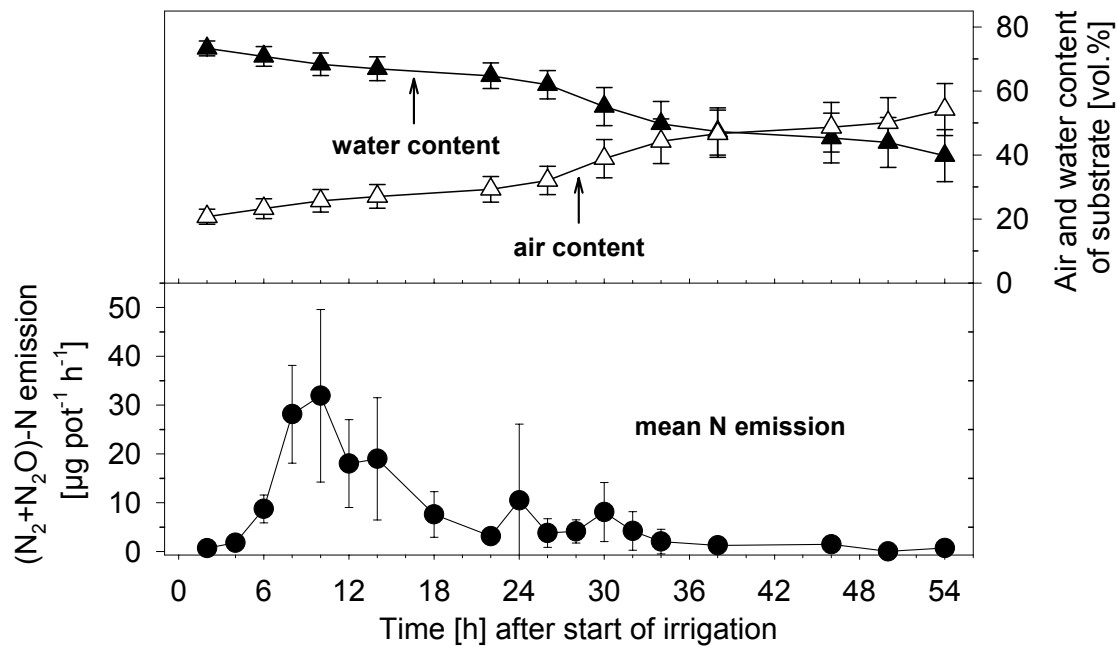 80
60
40
20
0
Air and water content
of substrate [vol.%]
water content
air content
50
40
30
20
10
0
(N₂+N₂O)-N emission
[µg pot⁻¹ h⁻¹]
mean N emission
0 6 12 18 24 30 36 42 48 54
Time [h] after start of irrigation